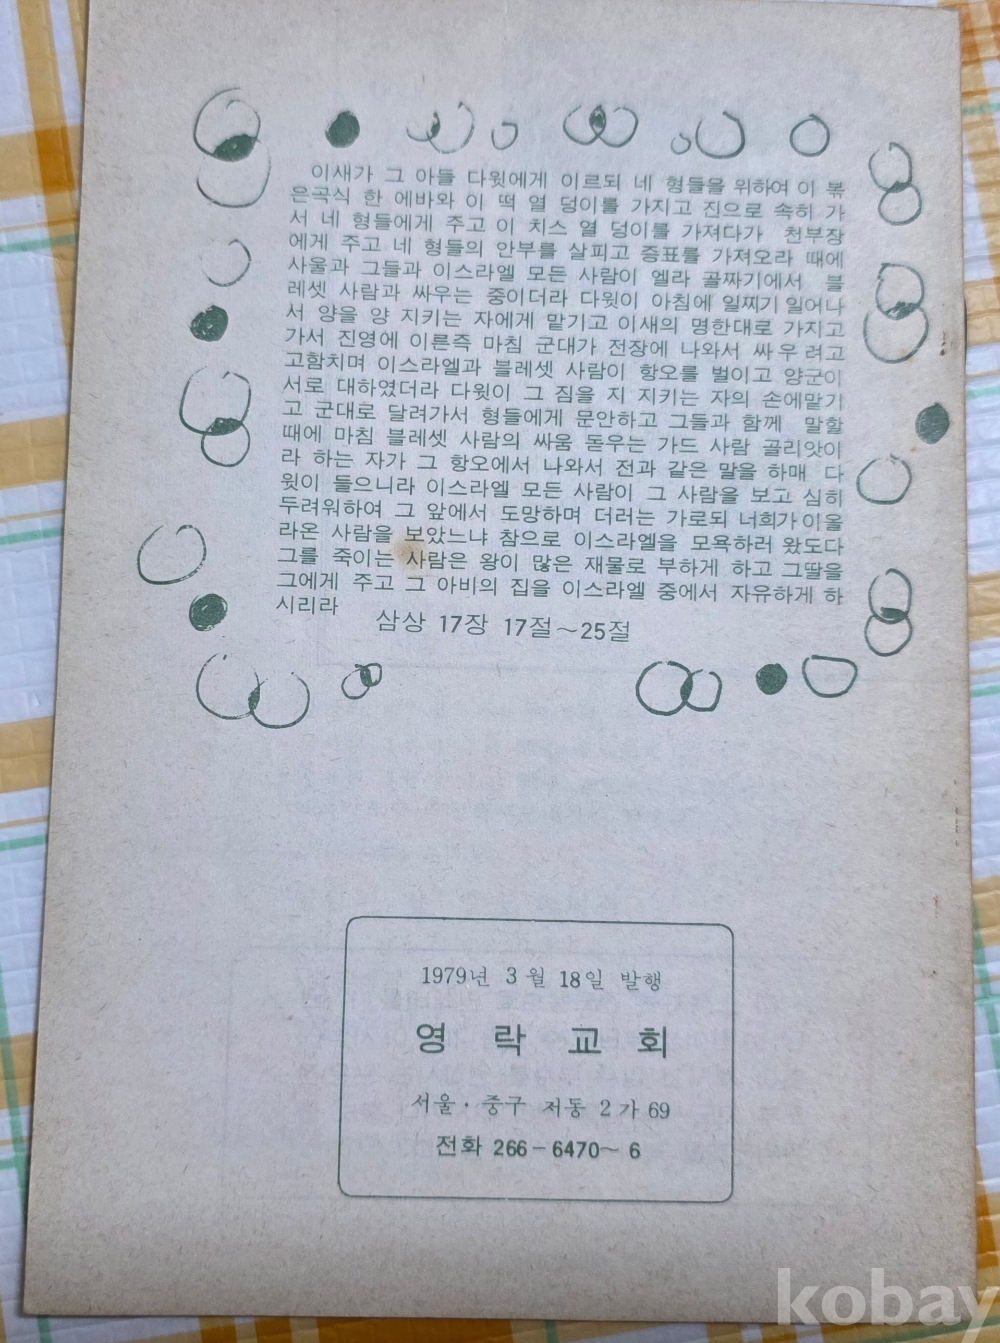 이새가 그 아들 다윗에게 이르되 네 형들을 위하여 이 볶
은곡식 한 에바와 이 떡 열 덩이를 가지고 진으로 속히 가
서 네 형들에게 주고 이 치스 열 덩이를 가져다가 천부장
에게 주고 네 형들의 안부를 살피고 증표를 가져오라 때에
사울과 그들과 이스라엘 모든 사람이 엘라 골짜기에서 블
레셋 사람과 싸우는 중이더라 다윗이 아침에 일찌기 일어나
서 양을 양 지키는 자에게 맡기고 이새의 명한대로 가지고
가서 진영에 이른즉 마침 군대가 전장에 나와서 싸우려고
고함치며 이스라엘과 블레셋 사람이 항오를 벌이고 양군이
서로 대하였더라 다윗이 그 짐을 지 지키는 자의 손에맡기
고 군대로 달려가서 형들에게 문안하고 그들과 함께 말할
때에 마침 블레셋 사람의 싸움 돋우는 가드 사람 골리앗이
라 하는 자가 그 항오에서 나와서 전과 같은 말을 하매 다
윗이 들으니라 이스라엘 모든 사람이 그 사람을 보고 심히
두려워하여 그 앞에서 도망하며 더러는 가로되 너희가 이올
라온 사람을 보았느냐 참으로 이스라엘을 모욕하러 왔도다
그를 죽이는 사람은 왕이 많은 재물로 부하게 하고 그딸을
그에게 주고 그 아비의 집을 이스라엘 중에서 자유하게 하
시리라
삼상 17장 17절~25절
1979년 3월 18일 발행
영 락 교 회
서울·중구 저동 2가 69
전화 266-6470~6
kobay